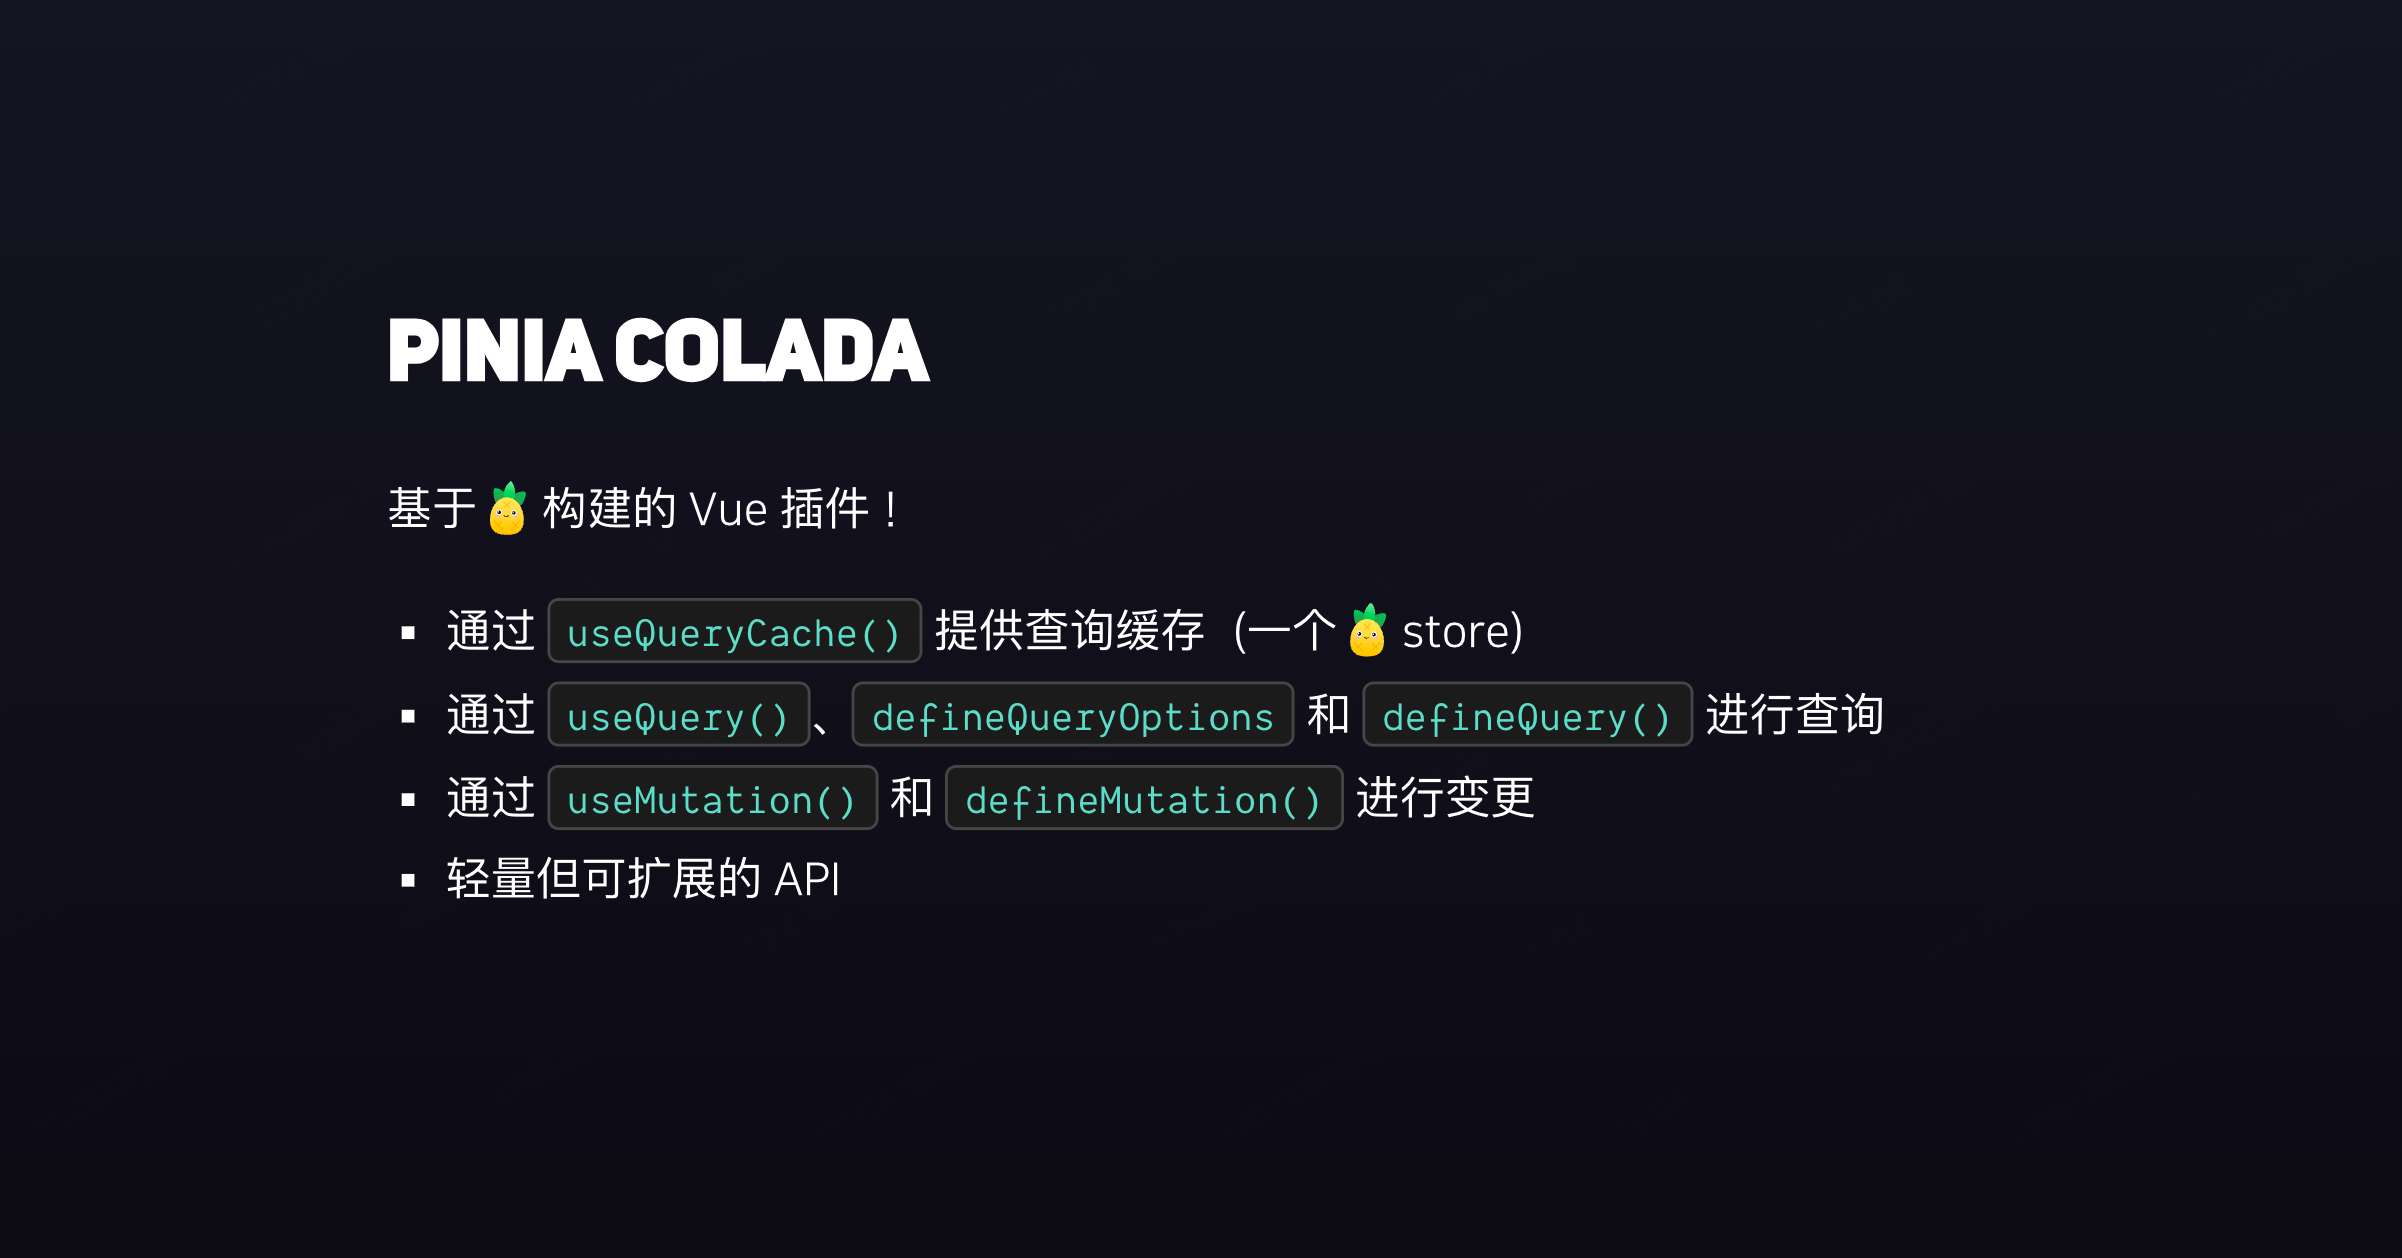 PINIA COLADA
基于🍍 构建的 Vue 插件！
▪ 通过 useQueryCache() 提供查询缓存（一个🍍 store)
▪ 通过 useQuery() 、 defineQueryOptions 和 defineQuery() 进行查询
▪ 通过 useMutation() 和 defineMutation() 进行变更
▪ 轻量但可扩展的 API